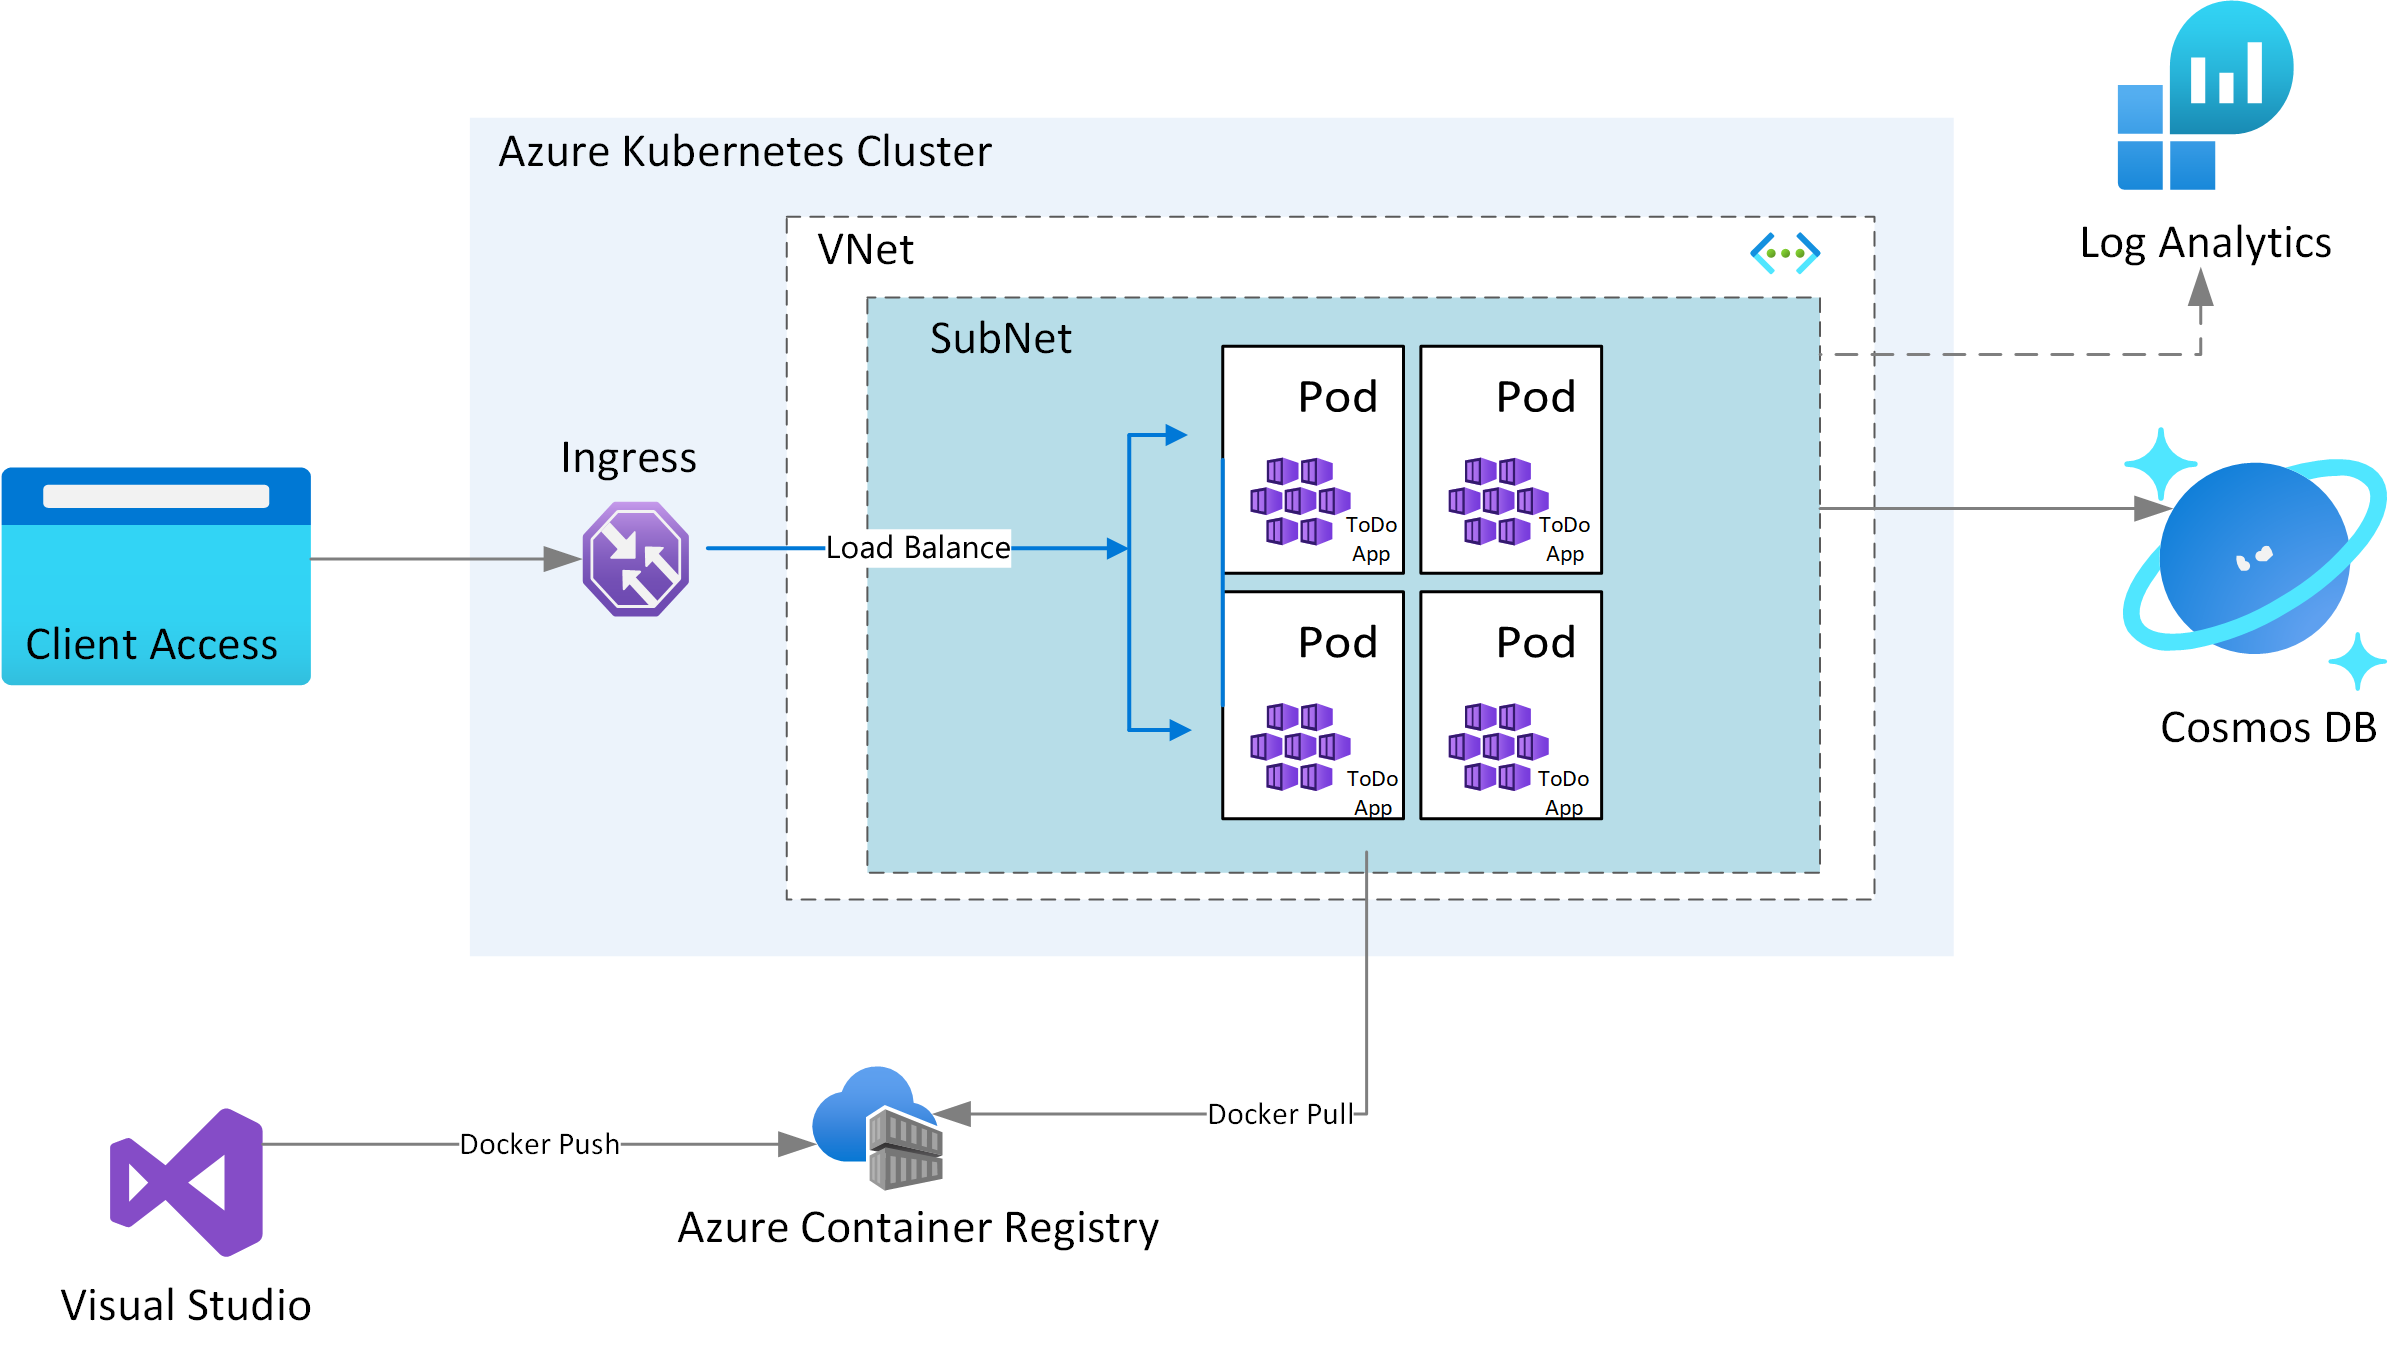 Azure Kubernetes Cluster
VNet
SubNet
Log Analytics
Pod
Pod
ToDo
App
ToDo
App
Ingress
Load Balance
Client Access
Pod
Pod
ToDo
App
ToDo
App
Cosmos DB
Docker Pull
Docker Push
Azure Container Registry
Visual Studio